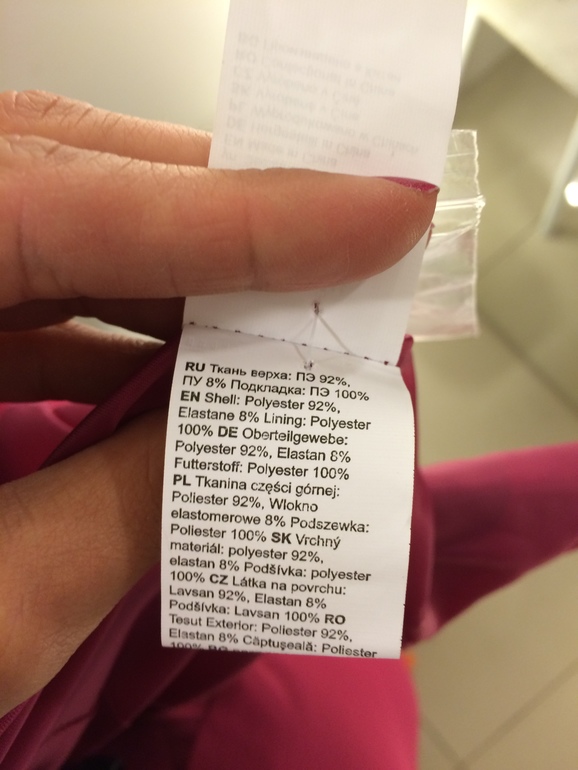 RU Ткань верха: ПЭ 92%,
ПУ 8% Подкладка: ПЭ 100%
EN Shell: Polyester 92%,
Elastane 8% Lining: Polyester
100% DE Oberteilgewebe:
Polyester 92%, Elastan 8%
Futterstoff: Polyester 100%
PL Tkanina części górnej:
Poliester 92%, Wlokno
elastomerowe 8% Podszewka:
Poliester 100% SK Vrchný
materiál: polyester 92%,
elastan 8% Podšívka: polyester
100% CZ Látka na povrchu:
Lavsan 92%, Elastan 8%
Podšívka: Lavsan 100% RO
Tesut Exterior: Poliester 92%,
Elastan 8% Căptuşeală: Poliester
100%